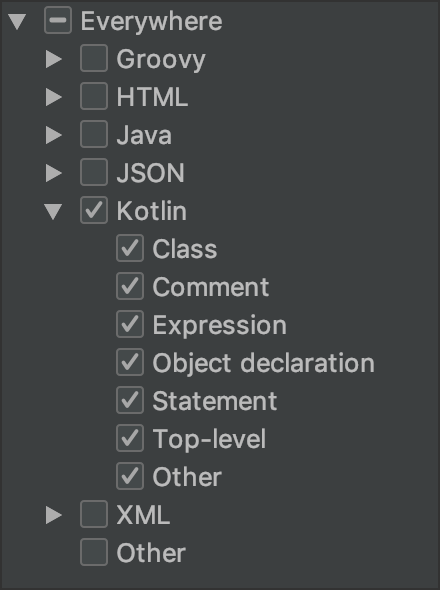 Everywhere
Groovy
HTML
Java
JSON
Kotlin
Class
Comment
Expression
Object declaration
Statement
Top-level
Other
XML
Other